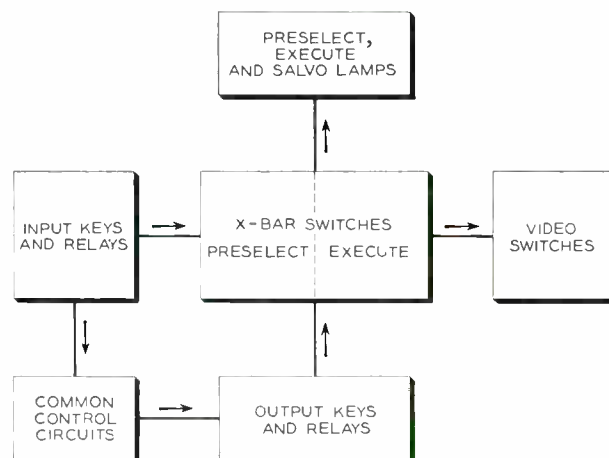 PRESELECT,
EXECUTE
AND SALVO LAMPS
INPUT KEYS
AND RELAYS
X-BAR SWITCHES
PRESELECT EXECUTE
VIDEO
SWITCHES
COMMON
CONTROL
CIRCUITS
OUTPUT KEYS
AND RELAYS